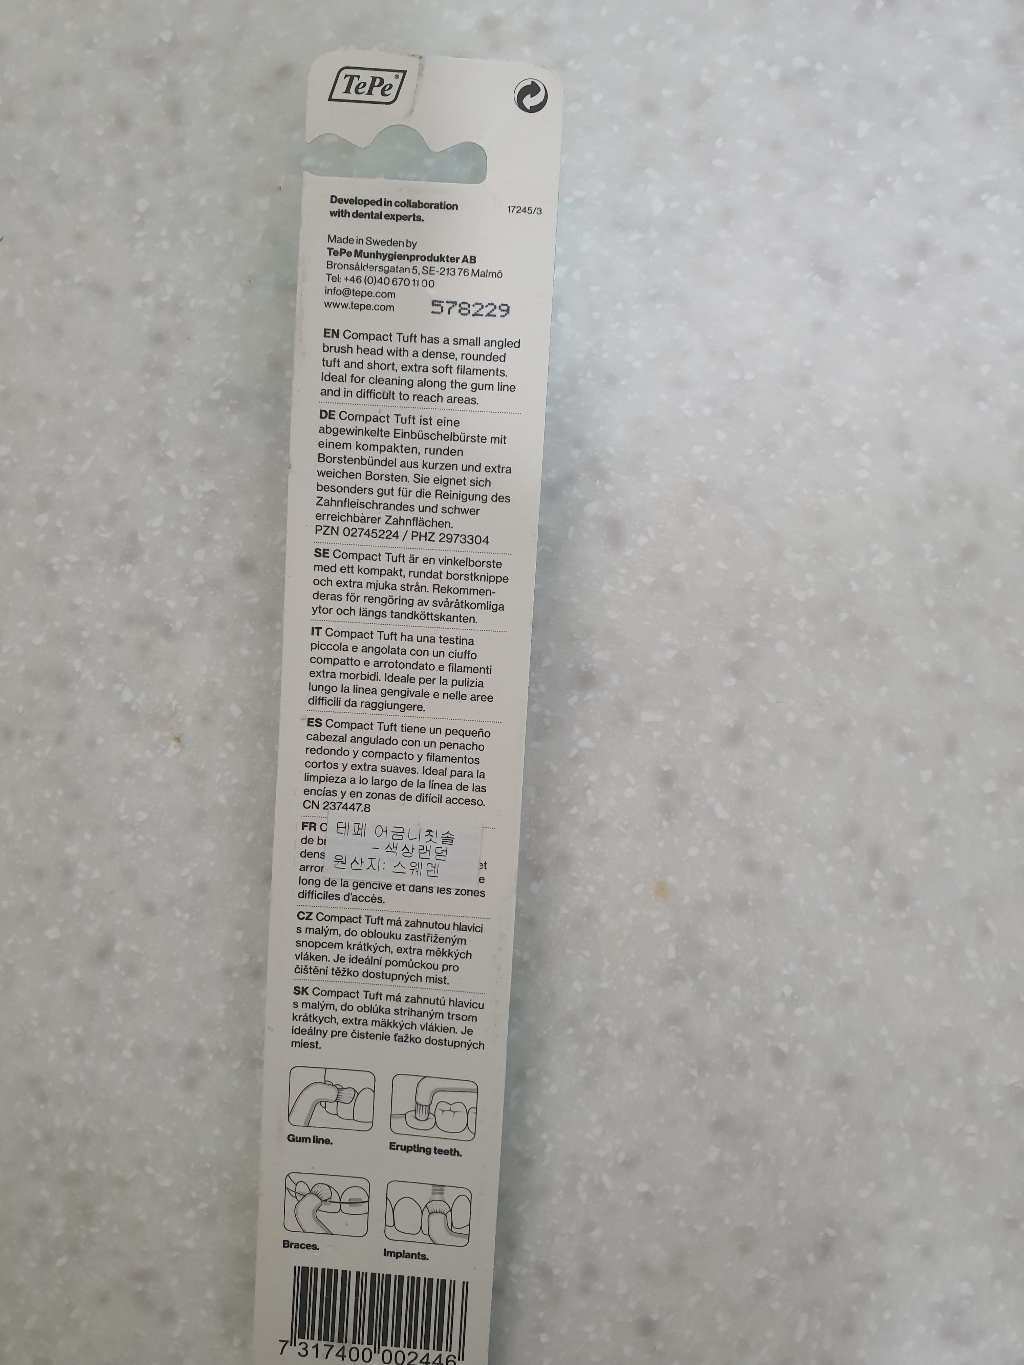 TePe®
Developed in collaboration
with dental experts.
17245/3
Made in Sweden by
TePe Munhygienprodukter AB
Bronsåldersgatan 5, SE-213 76 Malmö
Tel: +46 (0)40 670 11 00
info@tepe.com
www.tepe.com
578229
EN Compact Tuft has a small angled
brush head with a dense, rounded
tuft and short, extra soft filaments.
Ideal for cleaning along the gum line
and in difficult to reach areas.
DE Compact Tuft ist eine
abgewinkelte Einbüschelbürste mit
einem kompakten, runden
Borstenbündel aus kurzen und extra
weichen Borsten. Sie eignet sich
besonders gut für die Reinigung des
Zahnfleischrandes und schwer
erreichbarer Zahnflächen.
PZN 02745224 / PHZ 2973304
SE Compact Tuft är en vinkelborste
med ett kompakt, rundat borstknippe
och extra mjuka strån. Rekommen-
deras för rengöring av svåråtkomliga
ytor och längs tandköttskanten.
IT Compact Tuft ha una testina
piccola e angolata con un ciuffo
compatto e arrotondato e filamenti
extra morbidi. Ideale per la pulizia
lungo la linea gengivale e nelle aree
difficili da raggiungere.
ES Compact Tuft tiene un pequeño
cabezal angulado con un penacho
redondo y compacto y filamentos
cortos y extra suaves. Ideal para la
limpieza a lo largo de la línea de las
encías y en zonas de difícil acceso.
CN 237447.8
테페 어금니칫솔
-색상랜덤
원산지: 스웨덴
FR
de
long de la gencive et dans les zones
difficiles d'accès.
CZ Compact Tuft má zahnutou hlavici
s malým, do oblouku zastřiženým
snopcem krátkých, extra měkkých
vláken. Je ideální pomůckou pro
čištění těžko dostupných míst.
SK Compact Tuft má zahnutú hlavicu
s malým, do oblúka strihaným trsom
krátkych, extra mäkkých vlákien. Je
ideálny pre čistenie ťažko dostupných
miest.
Gum line.
Erupting teeth.
Braces.
Implants.
7 317400 002446